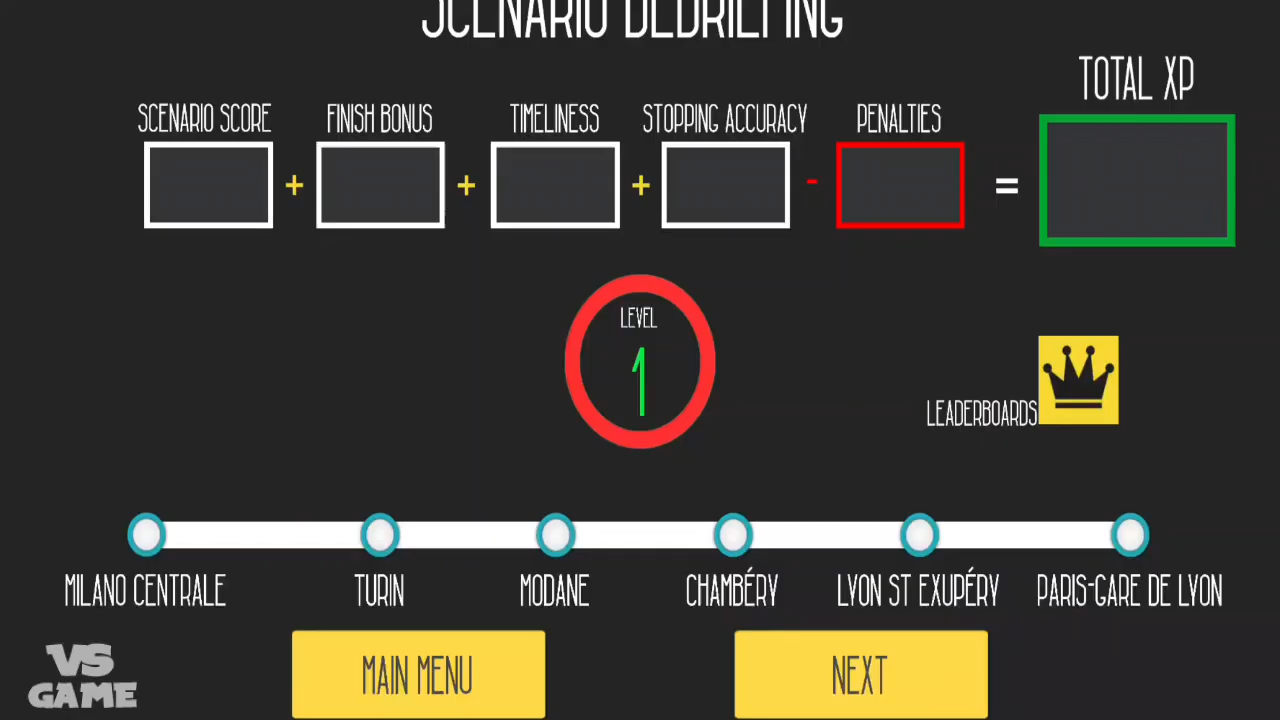 SCENARIO DEBRIEFING
TOTAL XP
SCENARIO SCORE FINISH BONUS TIMELINESS STOPPING ACCURACY PENALTIES
+ + + - =
LEVEL
1
LEADERBOARDS
MILANO CENTRALE TURIN MODANE CHAMBÉRY LYON ST EXUPÉRY PARIS-GARE DE LYON
MAIN MENU NEXT
VS
GAME